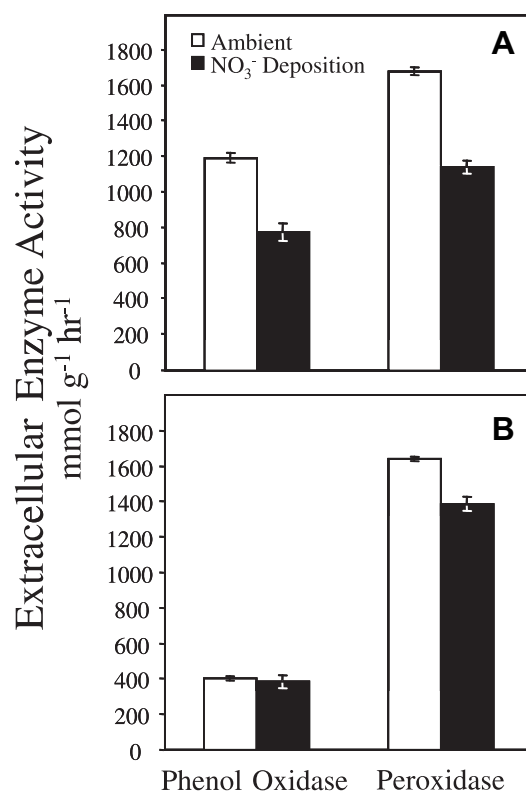 Extracellular Enzyme Activity
mmol g⁻¹ hr⁻¹
A
Ambient
NO₃⁻ Deposition
1800
1600
1400
1200
1000
800
600
400
200
0
B
1800
1600
1400
1200
1000
800
600
400
200
0
Phenol Oxidase Peroxidase